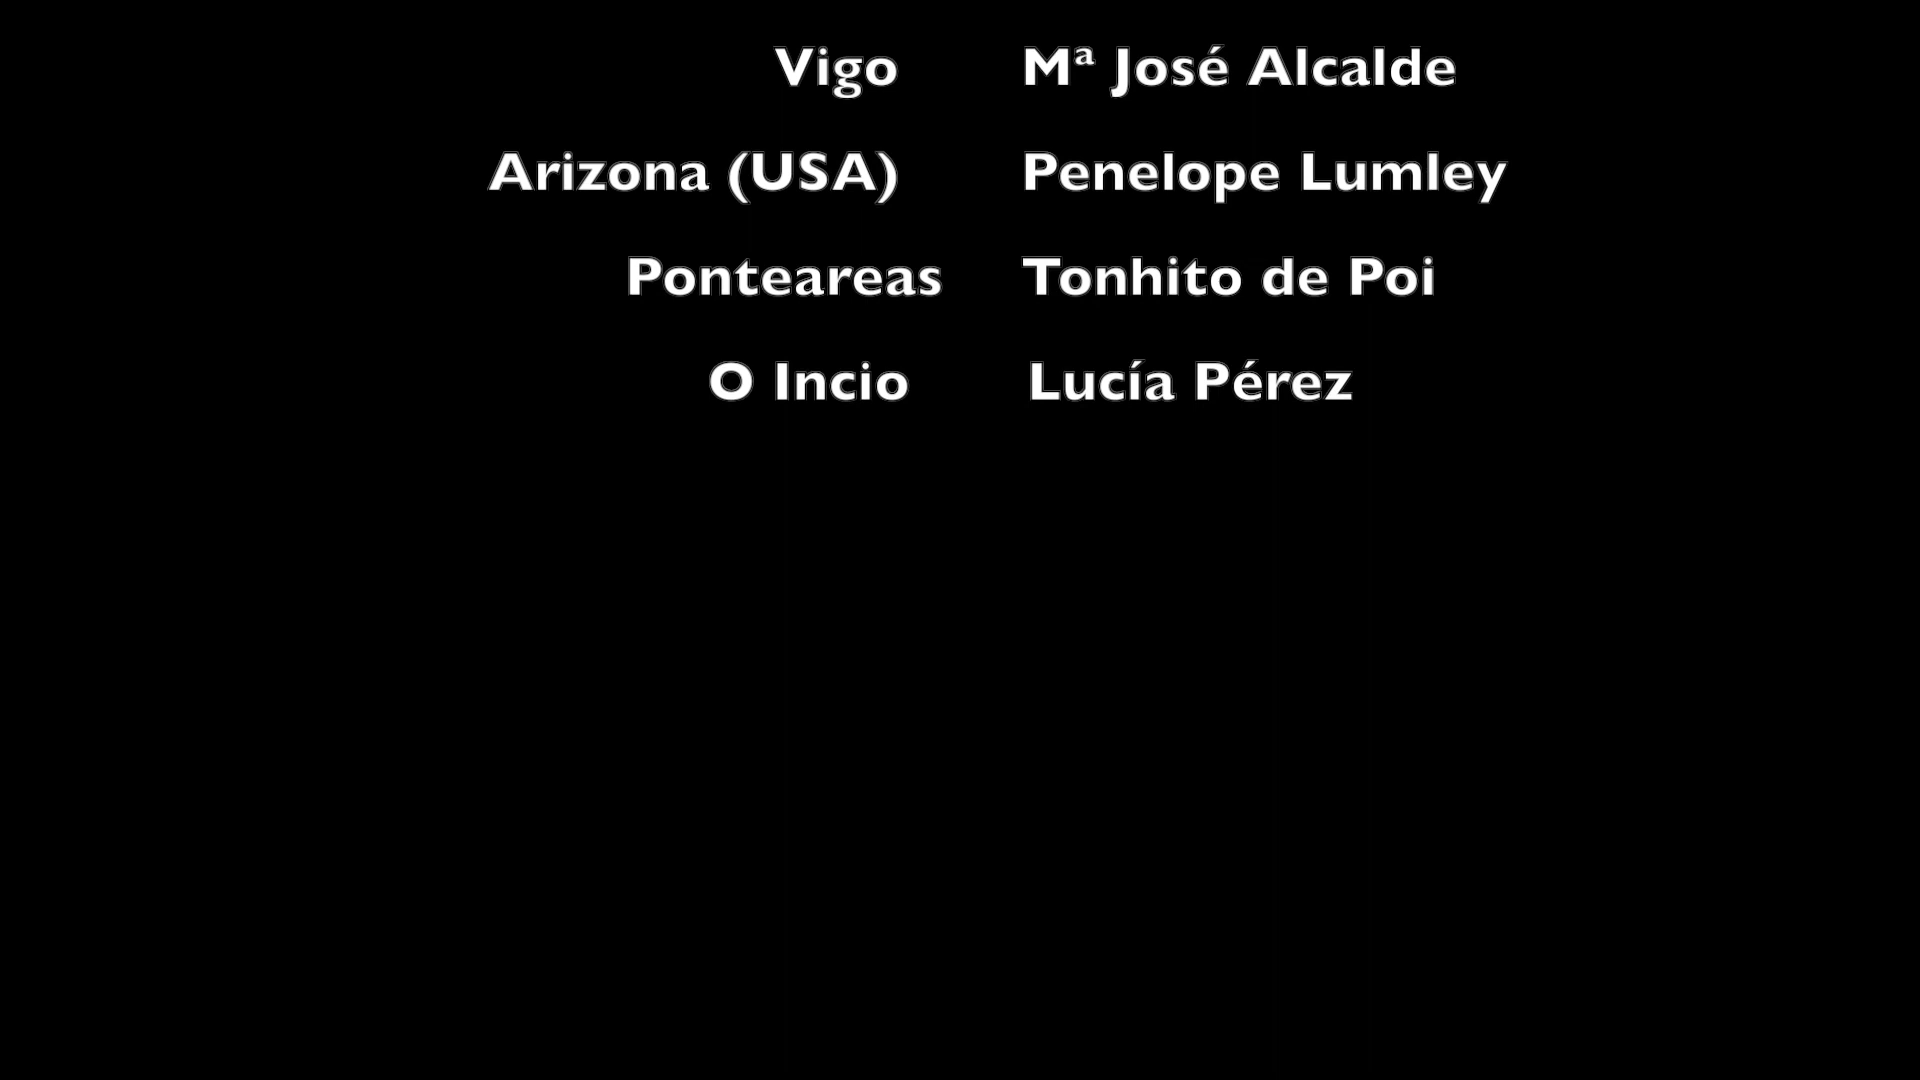 Vigo Mª José Alcalde
Arizona (USA) Penelope Lumley
Ponteareas Tonhito de Poi
O Incio Lucía Pérez